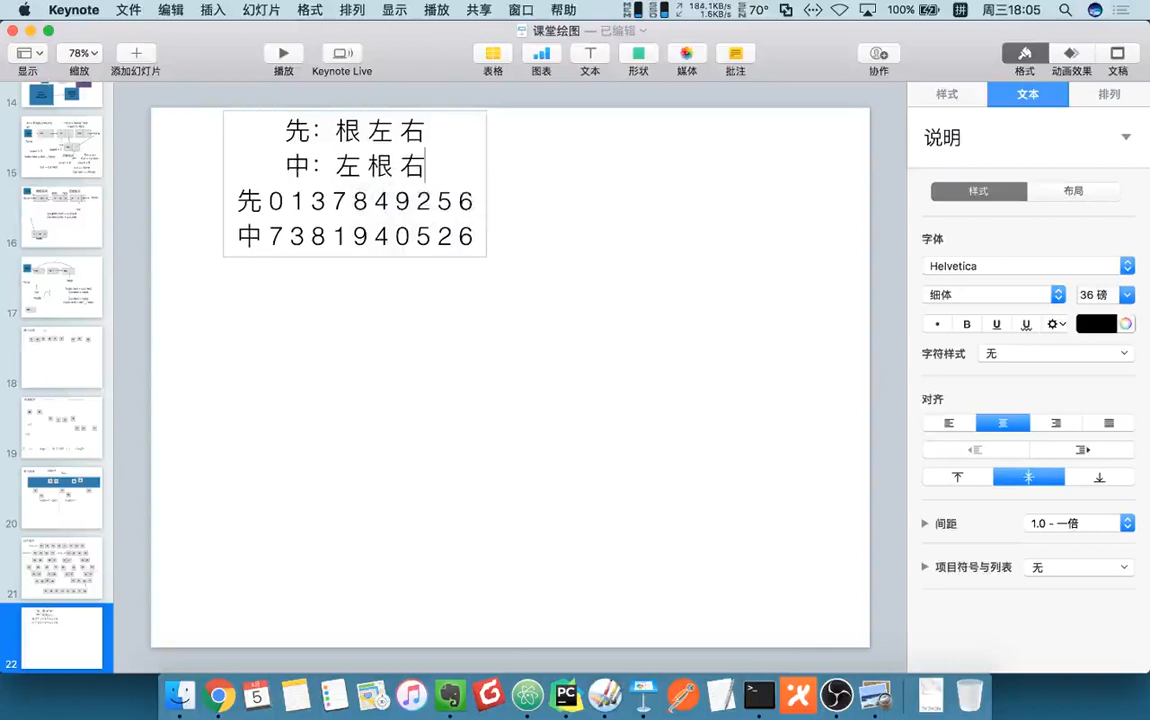 Keynote 文件 编辑 插入 幻灯片 格式 排列 显示 播放 共享 窗口 帮助 184.1KB/s 1.6KB/s 70° 100% 拼 周三18:05
课堂绘图 — 已编辑
78%
显示 缩放 添加幻灯片 播放 Keynote Live 表格 图表 文本 形状 媒体 批注 协作 格式 动画效果 文稿
样式 文本 排列
说明
样式 布局
字体
Helvetica
细体 36 磅
B U U
字符样式 无
对齐
间距 1.0 - 一倍
项目符号与列表 无
先：根 左 右
中：左 根 右
先 0 1 3 7 8 4 9 2 5 6
中 7 3 8 1 9 4 0 5 2 6
14
15
16
17
18
19
20
21
22
5
PC